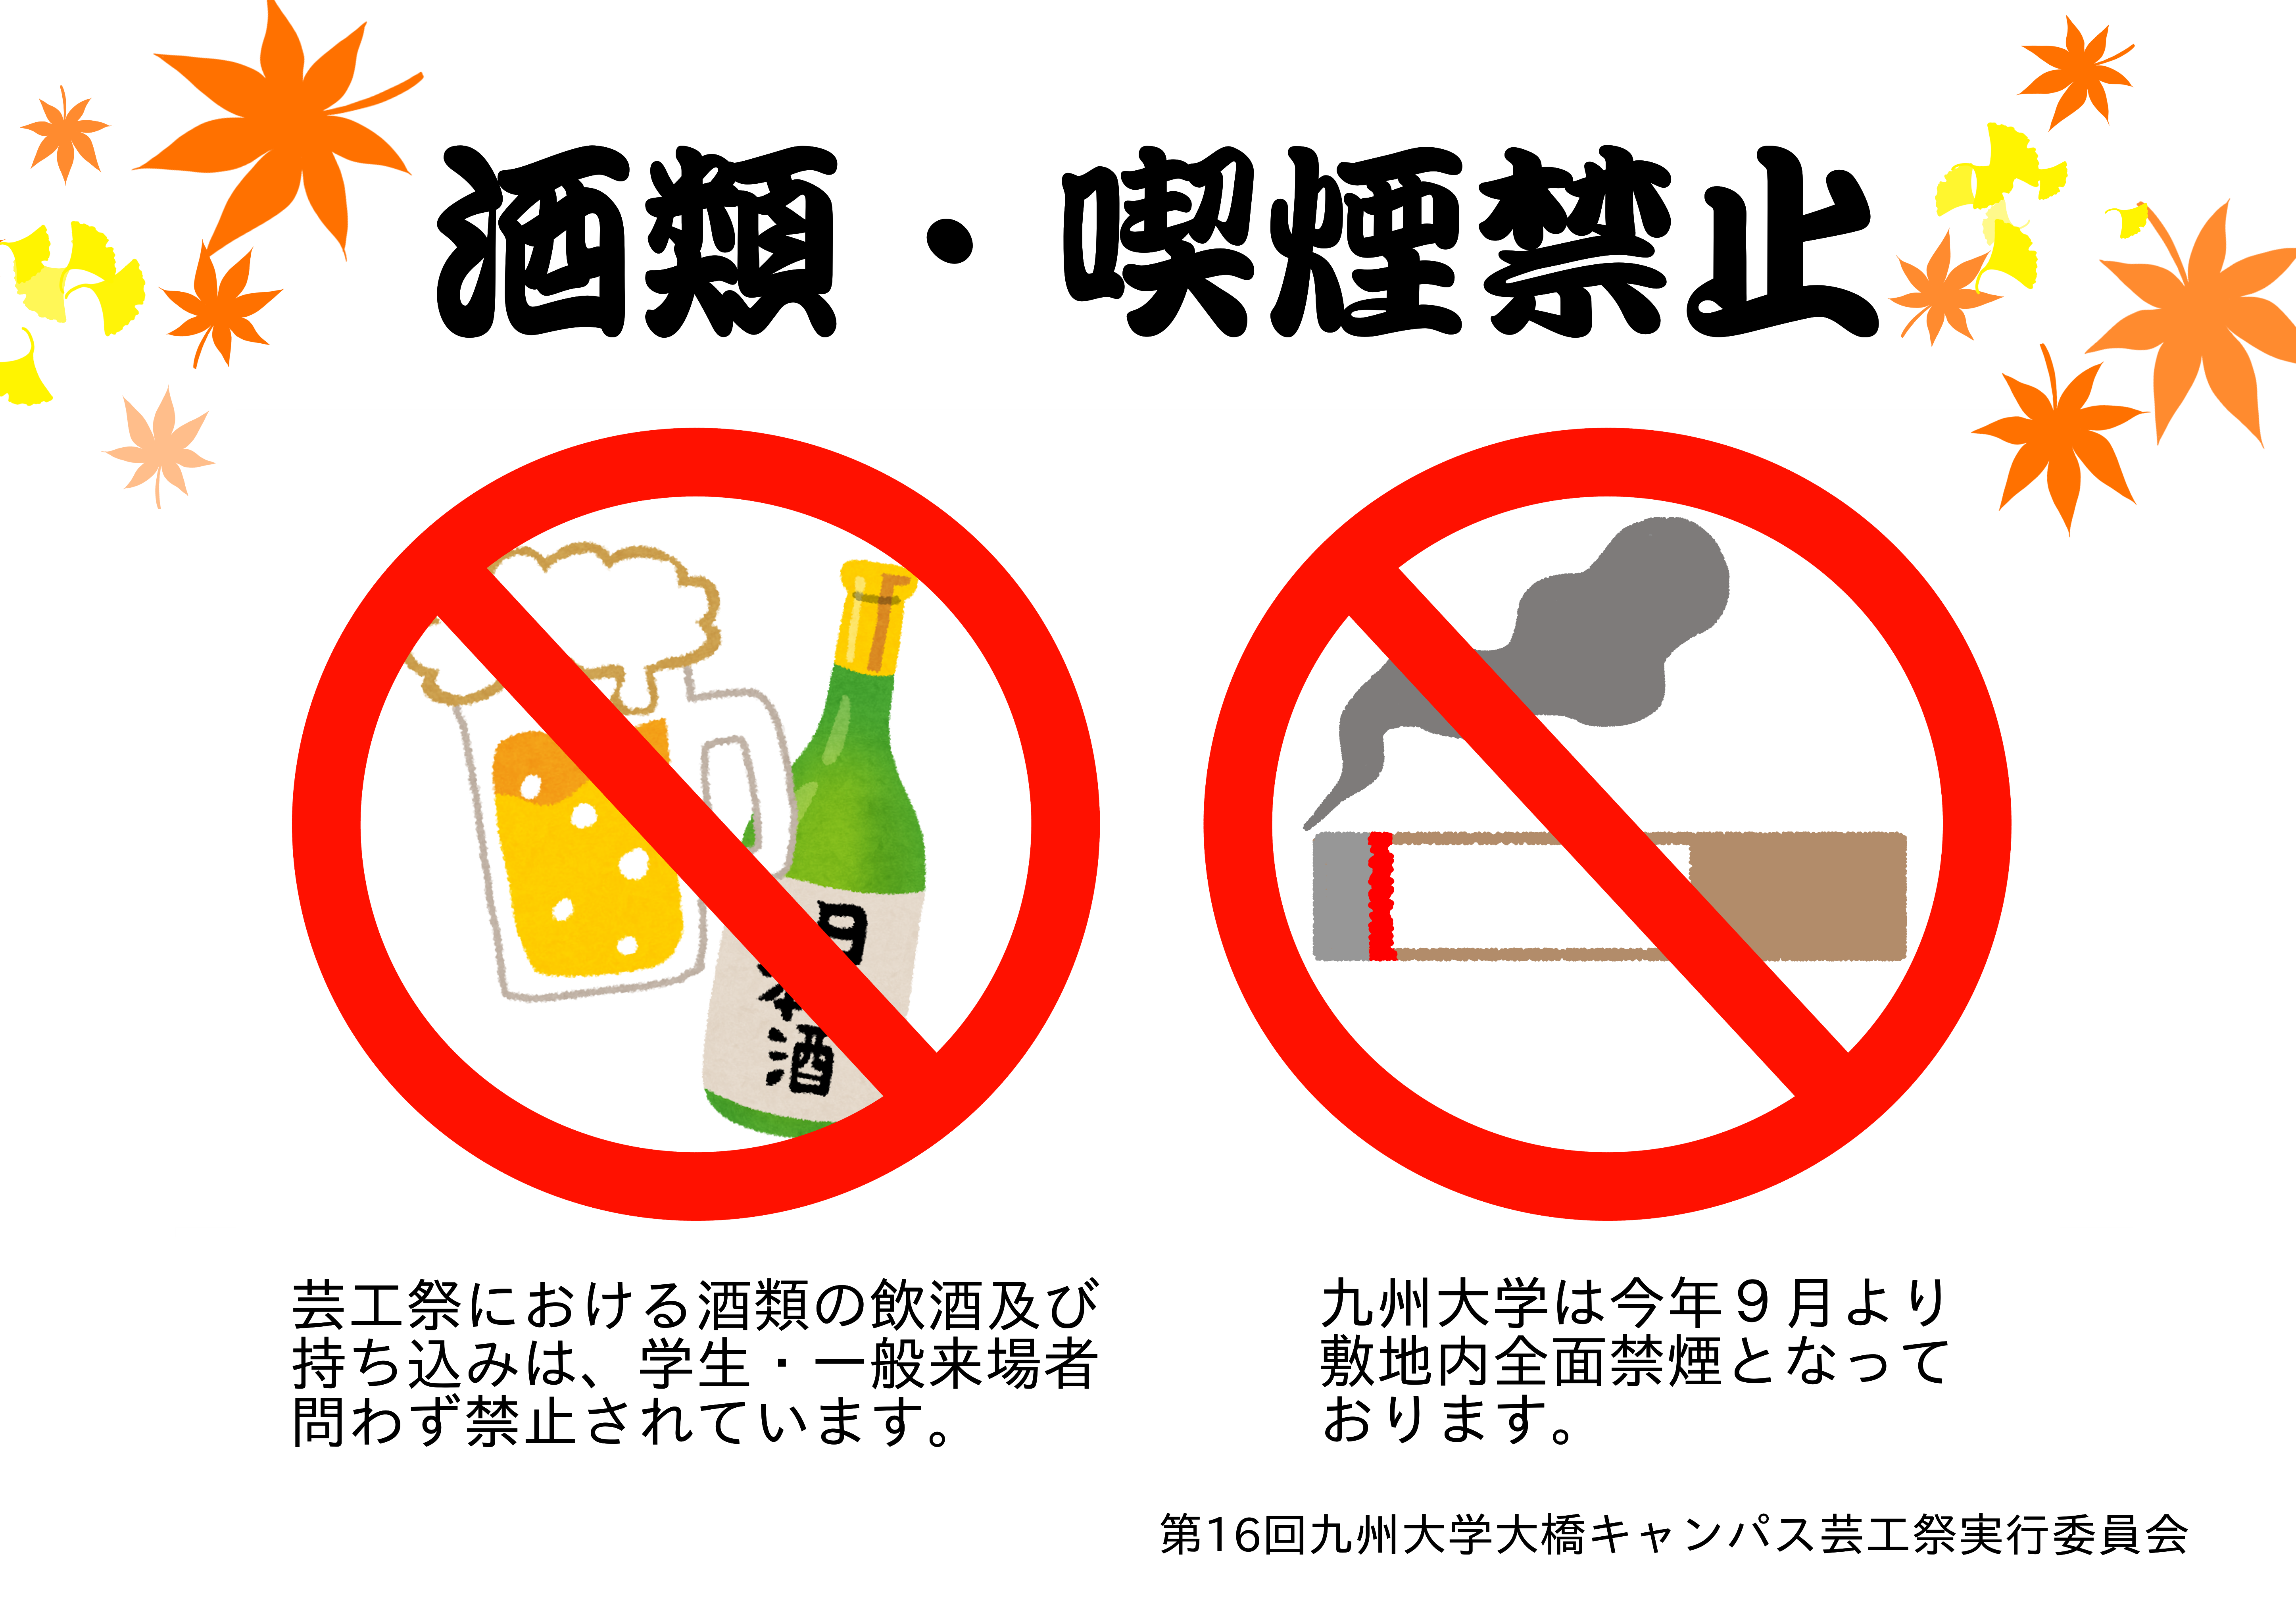 酒類・喫煙禁止
酒
芸工祭における酒類の飲酒及び
持ち込みは、学生・一般来場者
問わず禁止されています。
九州大学は今年９月より
敷地内全面禁煙となって
おります。
第16回九州大学大橋キャンパス芸工祭実行委員会